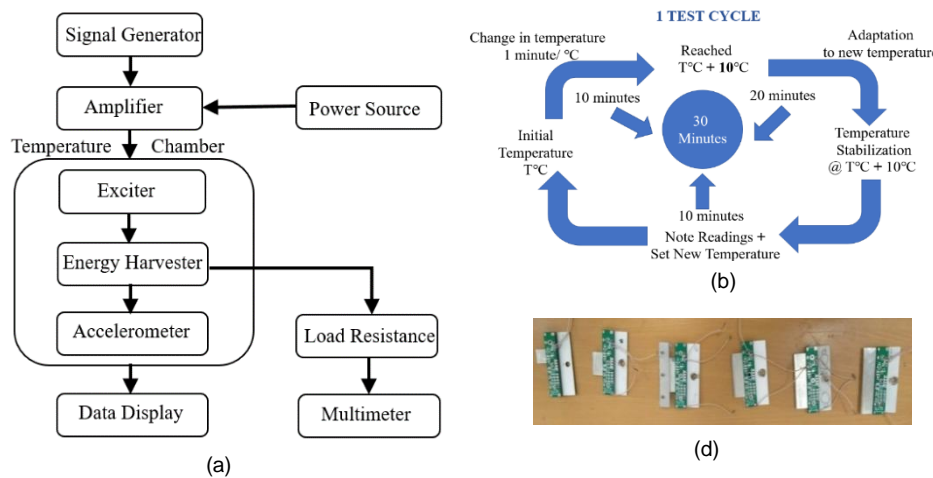 Signal Generator
Amplifier
Power Source
Temperature Chamber
Exciter
Energy Harvester
Accelerometer
Load Resistance
Data Display
Multimeter
(a)
1 TEST CYCLE
Change in temperature
1 minute/ °C
Reached
T°C + 10°C
Adaptation
to new temperature
10 minutes
20 minutes
30
Minutes
Initial
Temperature
T°C
Temperature
Stabilization
@ T°C + 10°C
10 minutes
Note Readings +
Set New Temperature
(b)
(d)